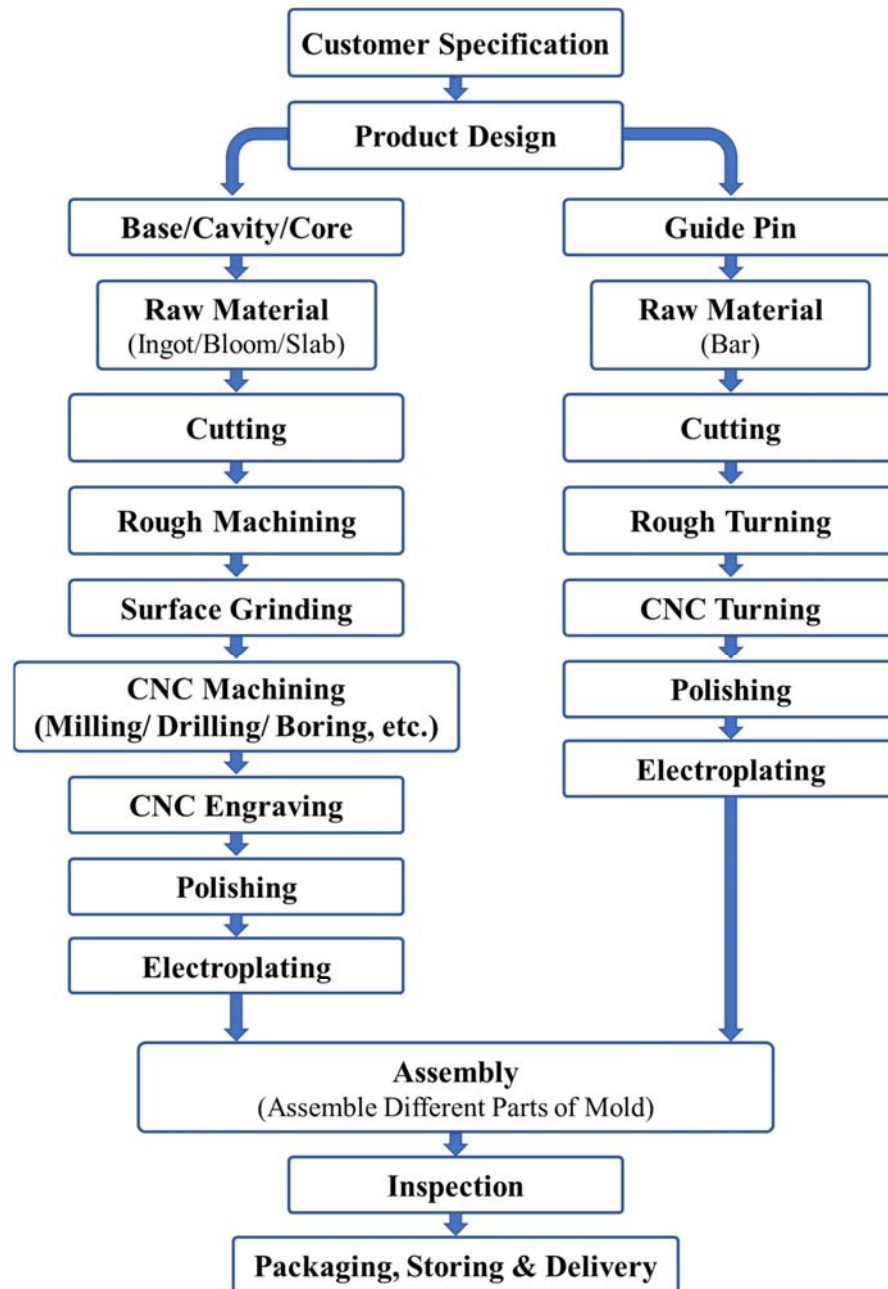 Customer Specification
Product Design
Base/Cavity/Core
Raw Material
(Ingot/Bloom/Slab)
Cutting
Rough Machining
Surface Grinding
CNC Machining
(Milling/ Drilling/ Boring, etc.)
CNC Engraving
Polishing
Electroplating
Guide Pin
Raw Material
(Bar)
Cutting
Rough Turning
CNC Turning
Polishing
Electroplating
Assembly
(Assemble Different Parts of Mold)
Inspection
Packaging, Storing & Delivery